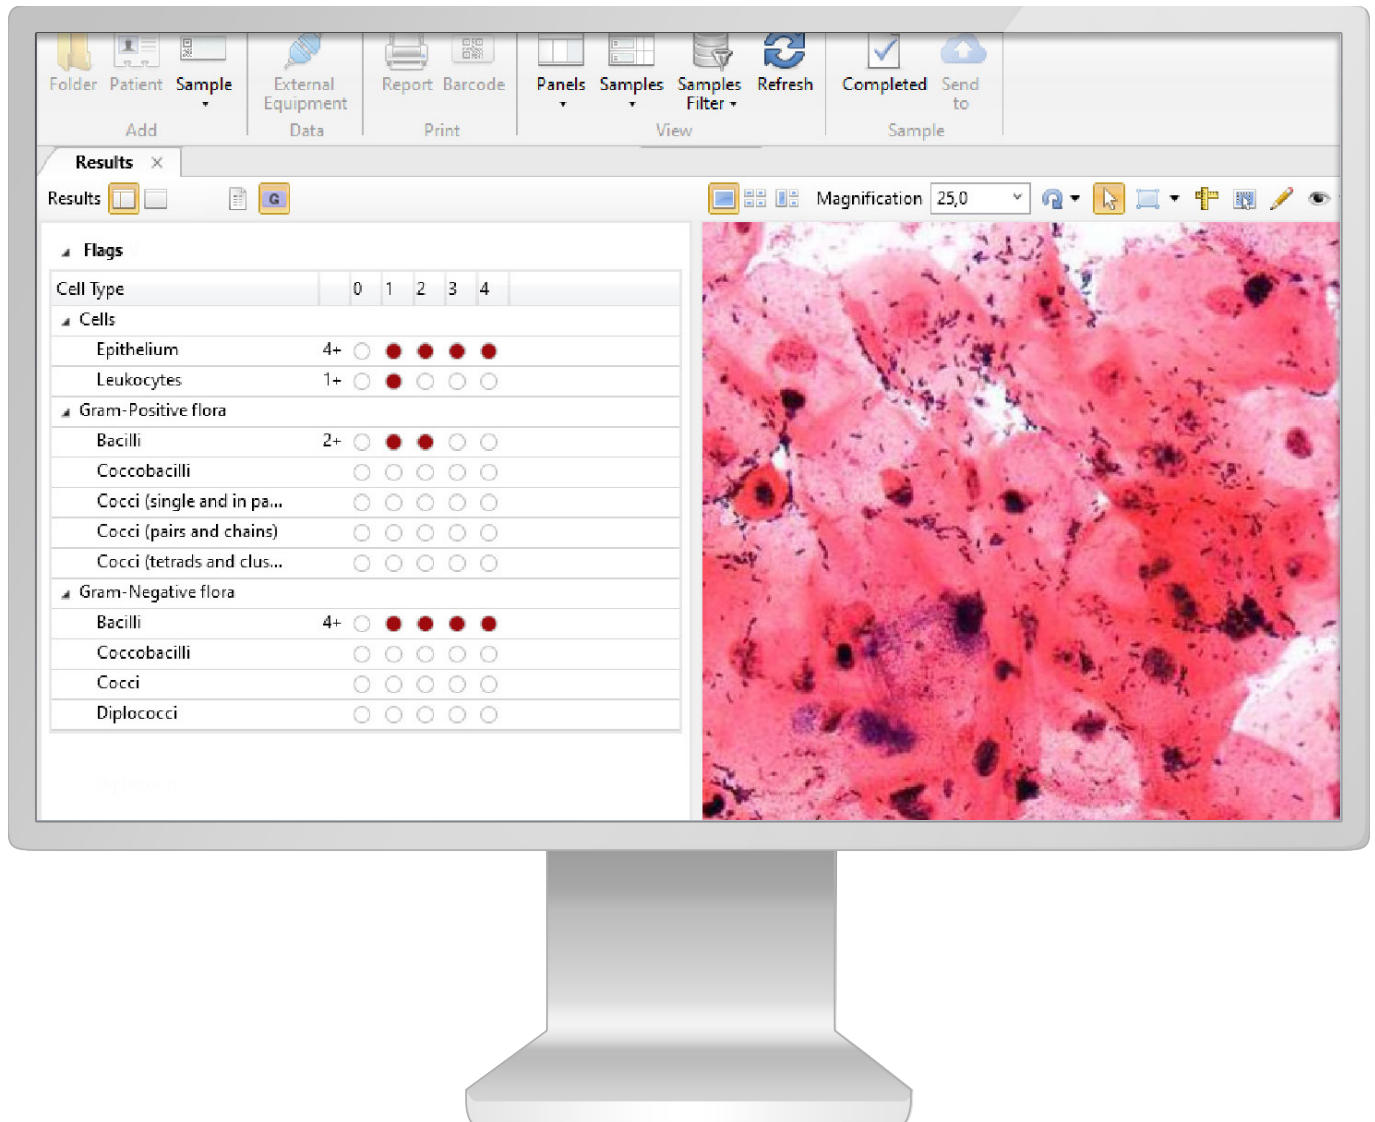 Folder Patient Sample External Equipment Report Barcode Panels Samples Samples Filter Refresh Completed Send to
Add Data Print View Sample
Results
Results G Magnification 25,0
Flags
Cell Type 0 1 2 3 4
Cells
Epithelium 4+
Leukocytes 1+
Gram-Positive flora
Bacilli 2+
Coccobacilli
Cocci (single and in pa...
Cocci (pairs and chains)
Cocci (tetrads and clus...
Gram-Negative flora
Bacilli 4+
Coccobacilli
Cocci
Diplococci